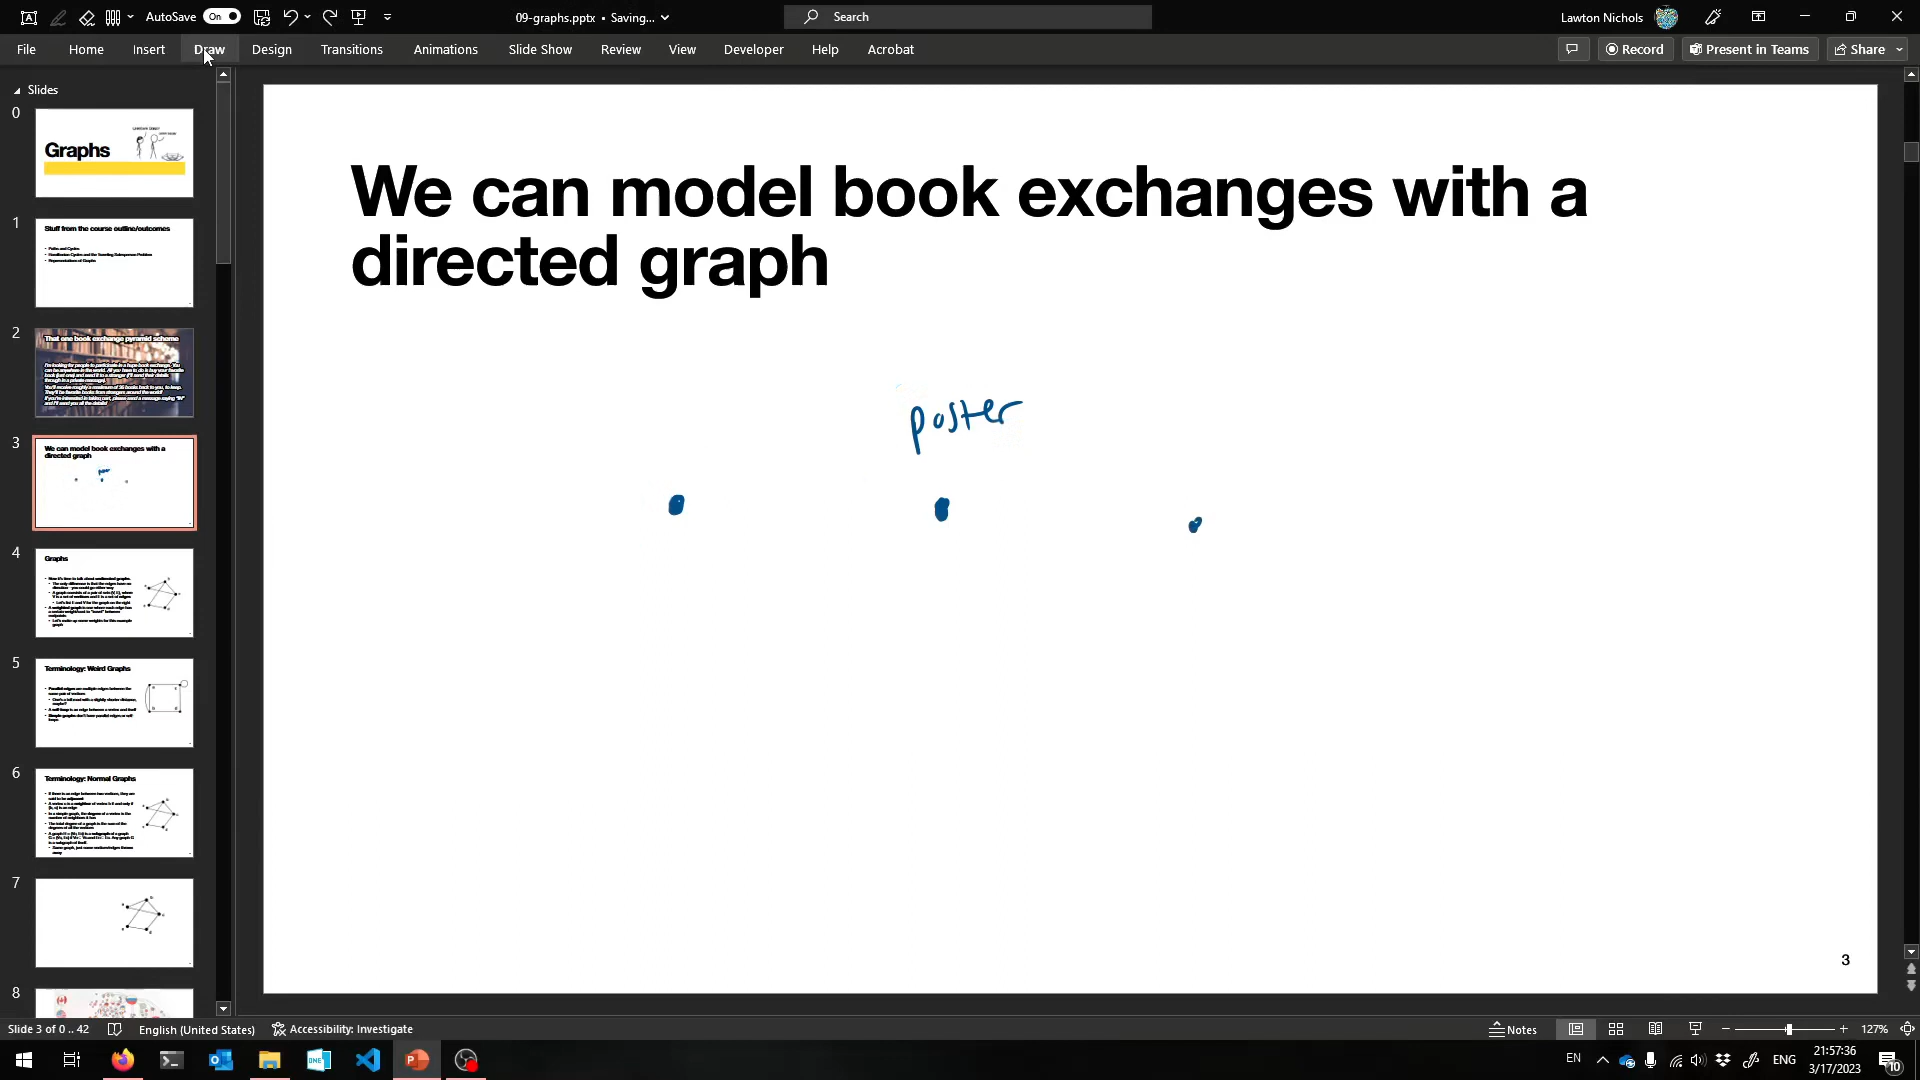 AutoSave On
09-graphs.pptx • Saving...
Search
Lawton Nichols
File Home Insert Draw Design Transitions Animations Slide Show Review View Developer Help Acrobat
Record Present in Teams Share
Slides
0
Graphs
1
Stuff from the course outline/outcomes
2
That one book exchange pyramid scheme
3
We can model book exchanges with a
directed graph
4
Graphs
5
Terminology: Weird Graphs
6
Terminology: Normal Graphs
7
8
We can model book exchanges with a
directed graph
poster
3
Slide 3 of 0 .. 42 English (United States) Accessibility: Investigate
Notes 127%
EN ENG
21:57:36
3/17/2023
10